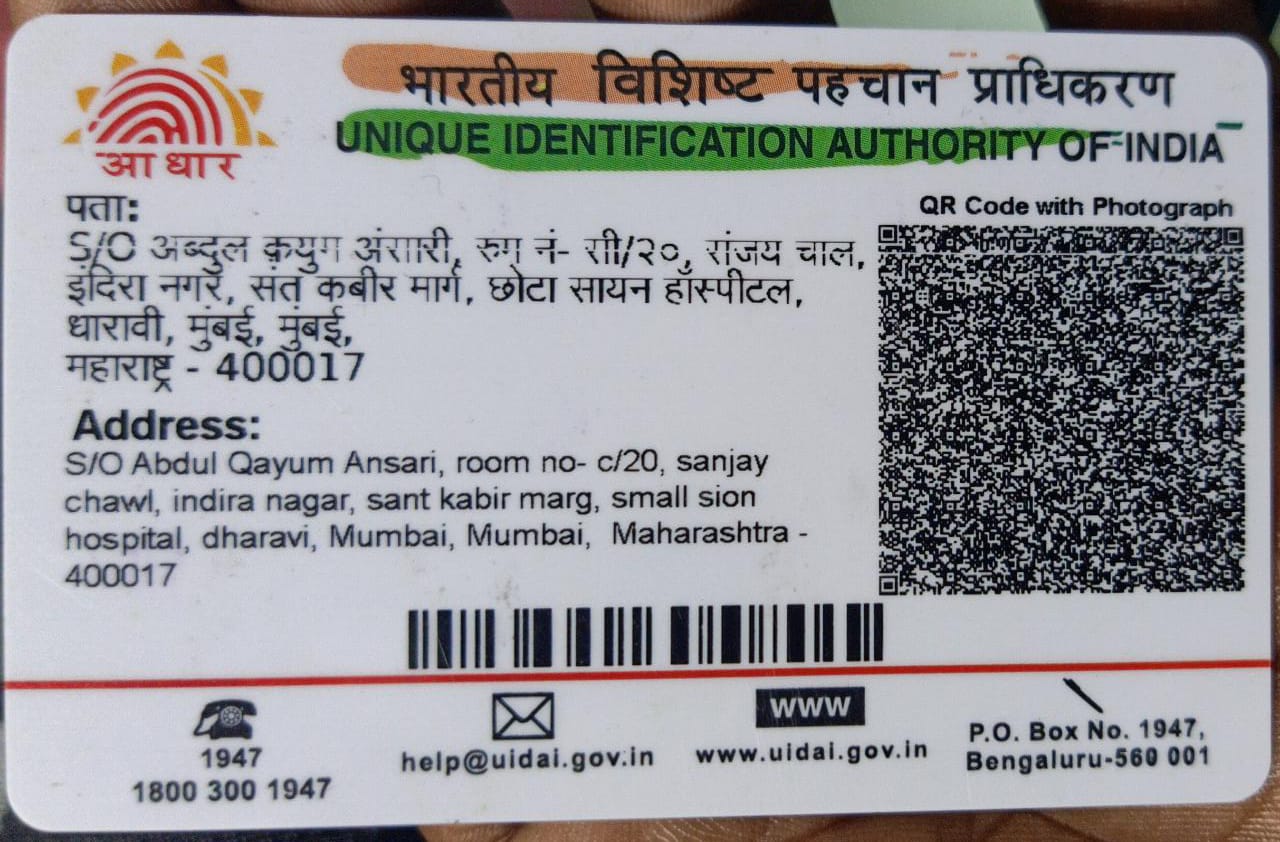 भारतीय विशिष्ट पहचान प्राधिकरण
UNIQUE IDENTIFICATION AUTHORITY OF INDIA
आधार
पता:
S/O अब्दुल क़युम अंसारी, रुम नं- सी/२०, संजय चाल,
इंदिरा नगर, संत कबीर मार्ग, छोटा सायन हॉस्पीटल,
धारावी, मुंबई, मुंबई,
महाराष्ट्र - 400017
QR Code with Photograph
Address:
S/O Abdul Qayum Ansari, room no- c/20, sanjay
chawl, indira nagar, sant kabir marg, small sion
hospital, dharavi, Mumbai, Mumbai, Maharashtra -
400017
1947
1800 300 1947
help@uidai.gov.in
www
www.uidai.gov.in
P.O. Box No. 1947,
Bengaluru-560 001